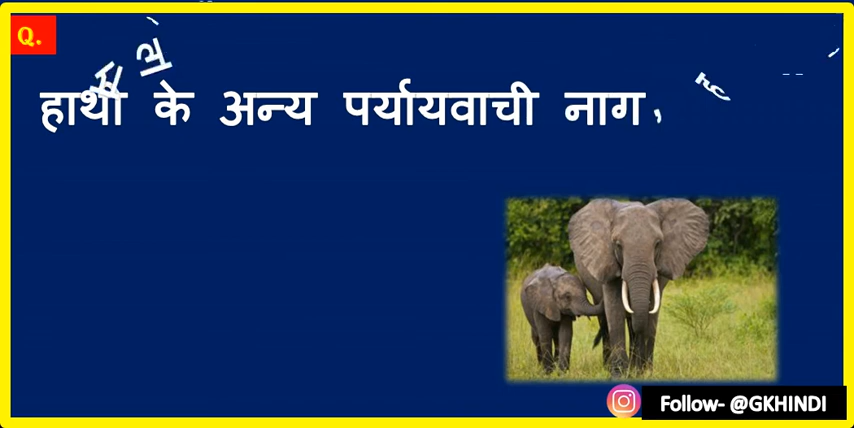 Q.
हाथी के अन्य पर्यायवाची नाग,
Follow- @GKHINDI